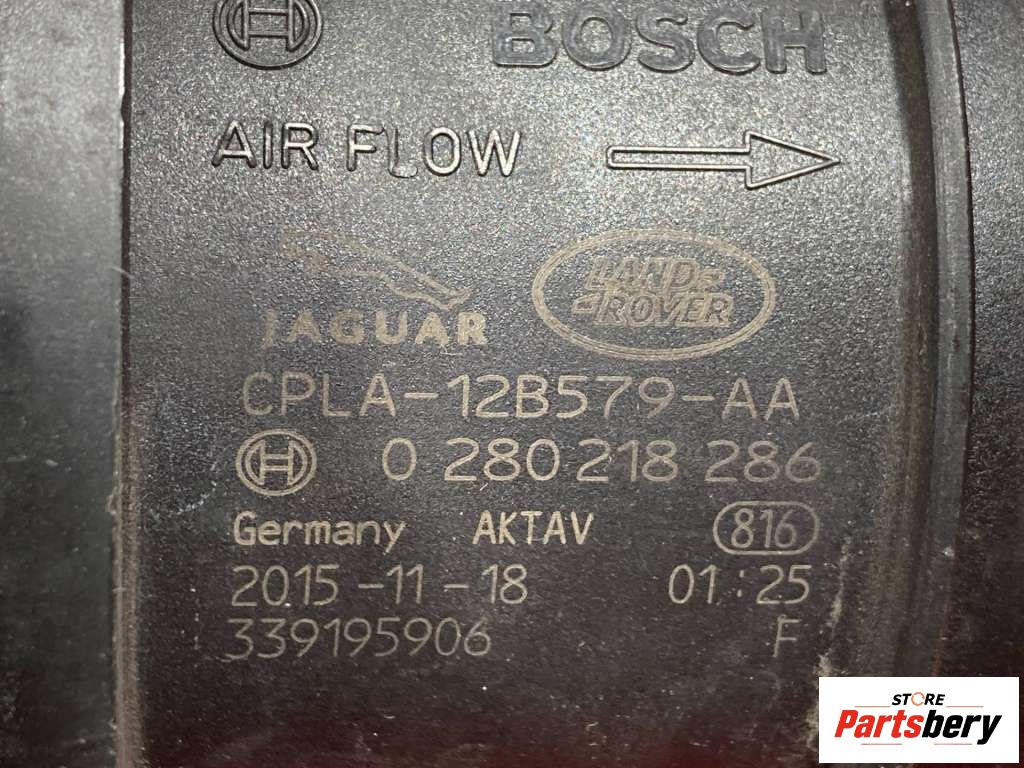 BOSCH
AIR FLOW
JAGUAR
LAND ROVER
CPLA-12B579-AA
0 280 218 286
Germany AKTAV 816
2015-11-18 01:25
339195906 F
STORE
Partsbery